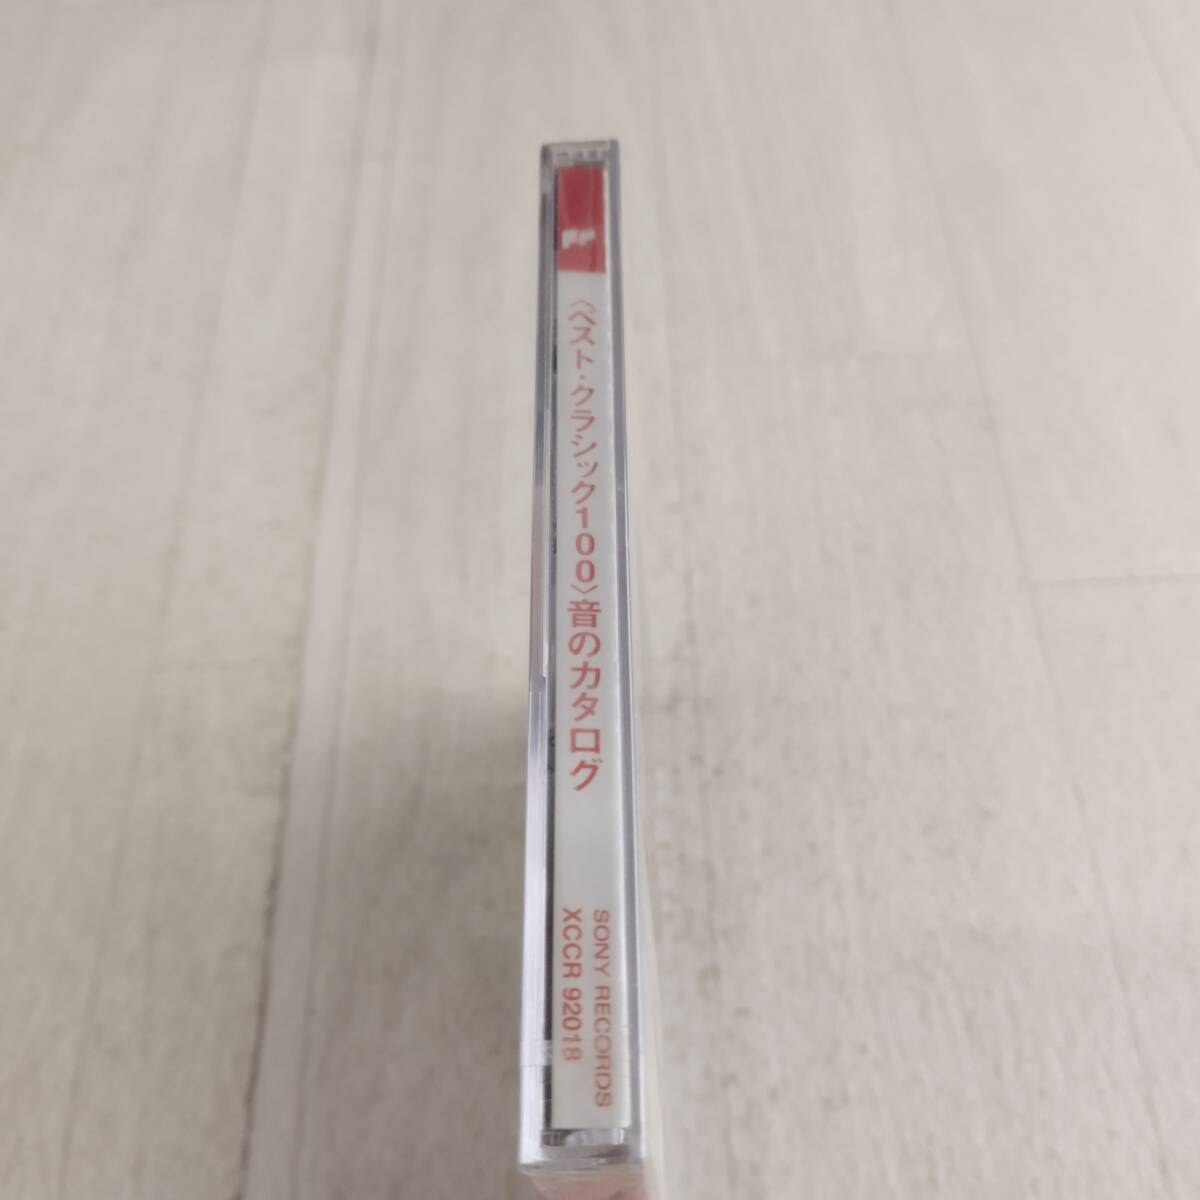 〈ベスト・クラシック100〉音のカタログ
SONY RECORDS
XCCR 92018